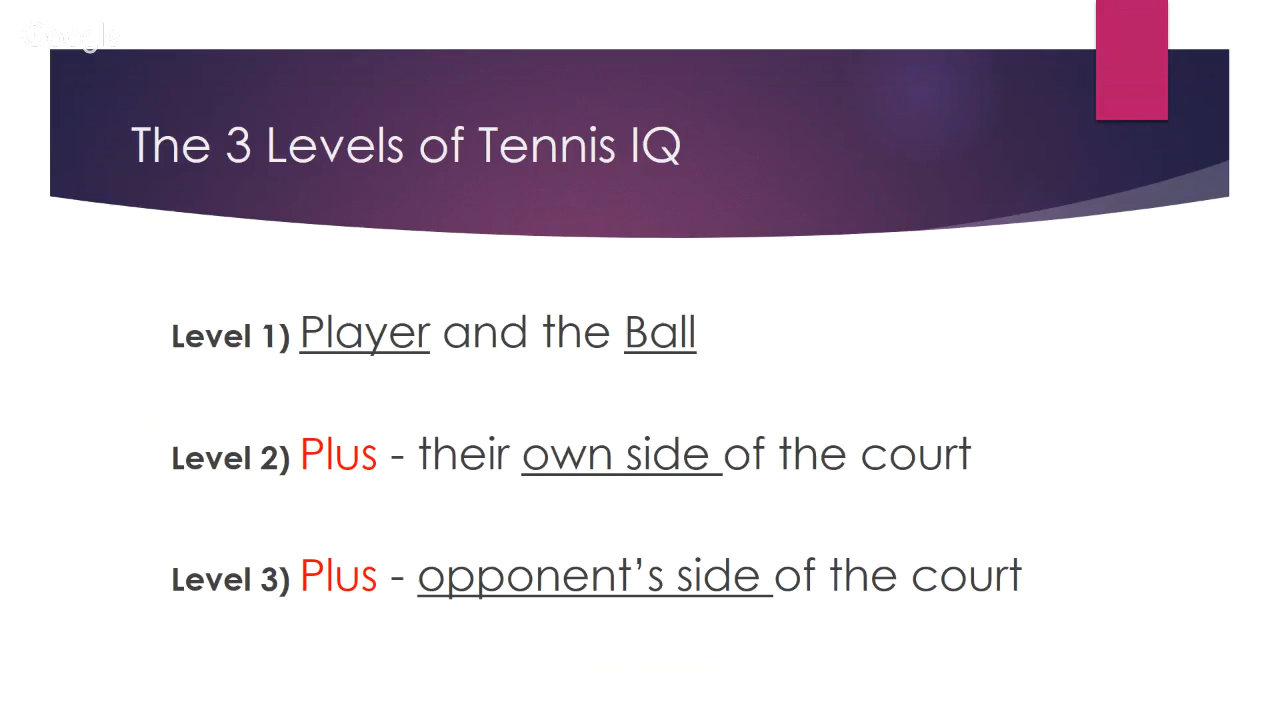 Google
The 3 Levels of Tennis IQ
Level 1) Player and the Ball
Level 2) Plus - their own side of the court
Level 3) Plus - opponent’s side of the court